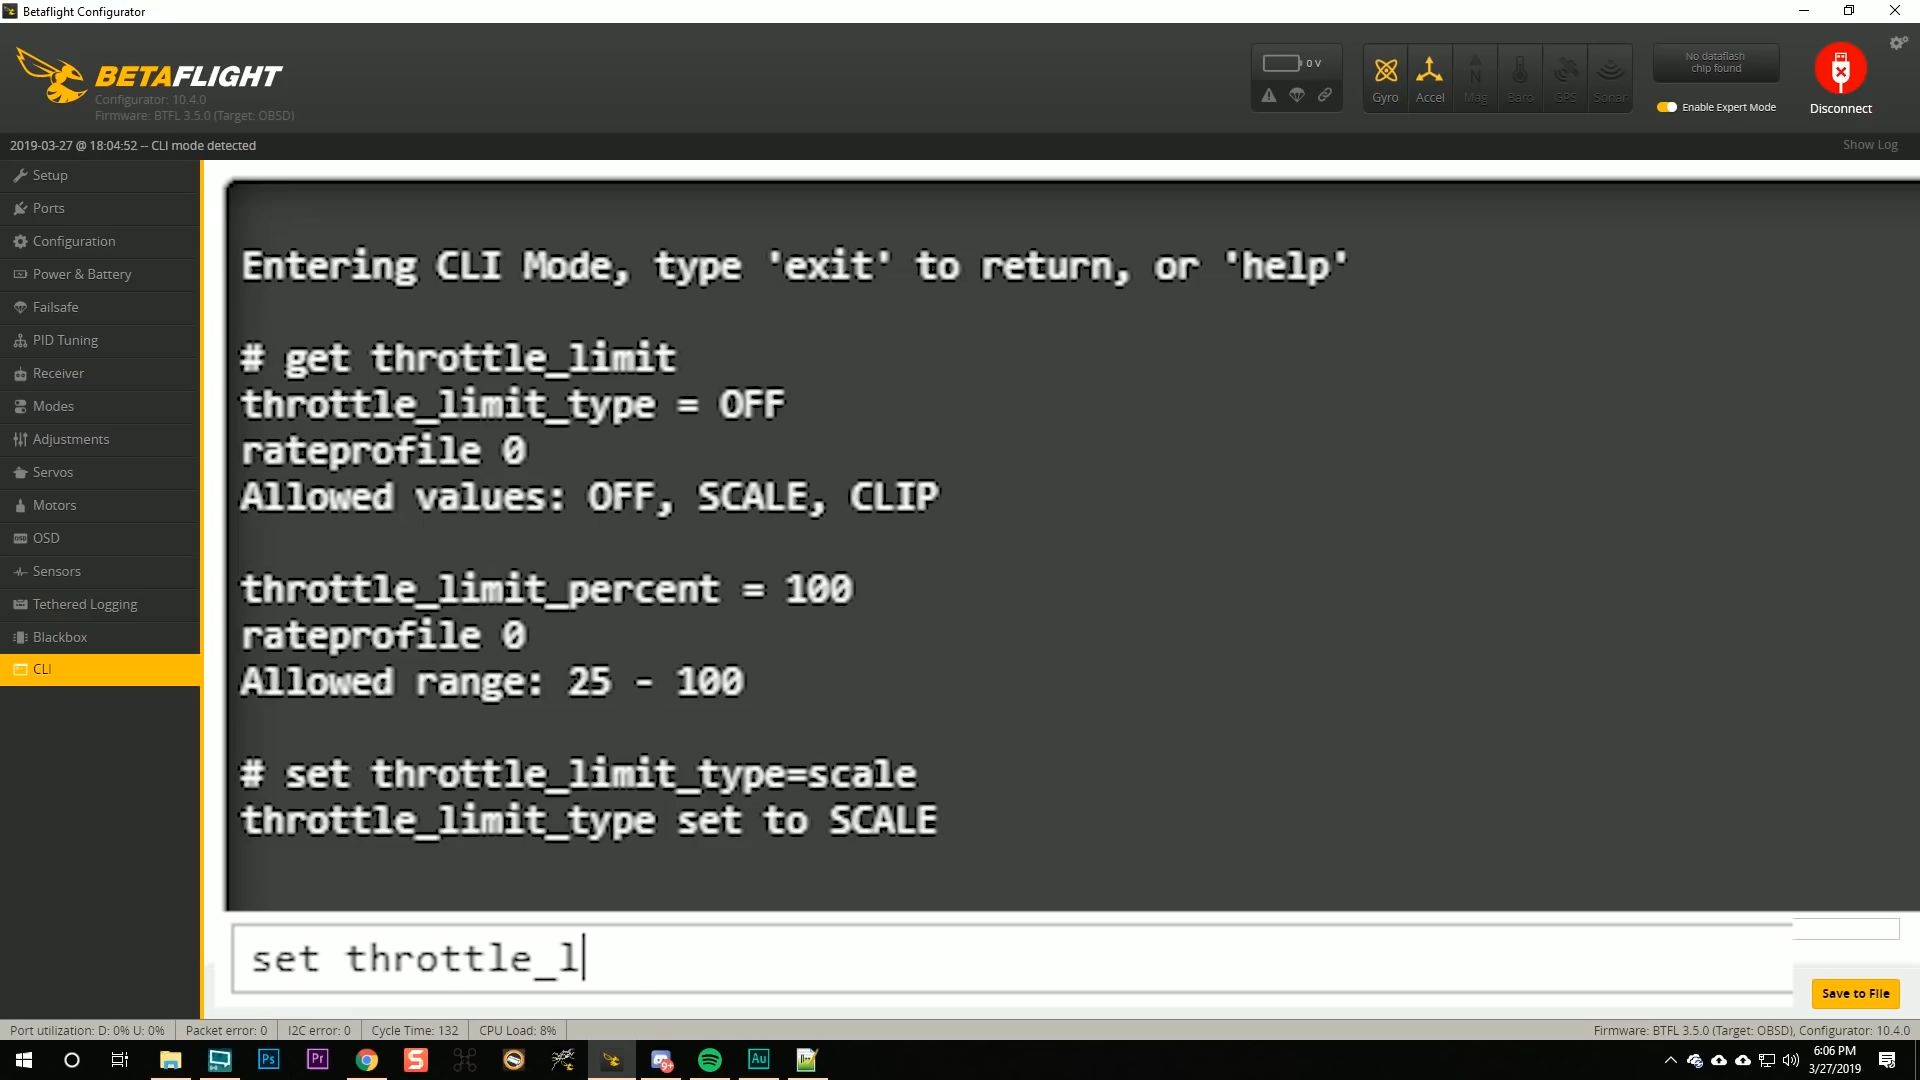 Betaflight Configurator
BETAFLIGHT
Configurator: 10.4.0
Firmware: BTFL 3.5.0 (Target: OBSD)
0 V
Gyro
Accel
Mag
Baro
GPS
Sonar
No dataflash
chip found
Enable Expert Mode
Disconnect
2019-03-27 @ 18:04:52 -- CLI mode detected
Show Log
Setup
Ports
Configuration
Power & Battery
Failsafe
PID Tuning
Receiver
Modes
Adjustments
Servos
Motors
OSD
Sensors
Tethered Logging
Blackbox
CLI
Entering CLI Mode, type 'exit' to return, or 'help'
# get throttle_limit
throttle_limit_type = OFF
rateprofile 0
Allowed values: OFF, SCALE, CLIP
throttle_limit_percent = 100
rateprofile 0
Allowed range: 25 - 100
# set throttle_limit_type=scale
throttle_limit_type set to SCALE
set throttle_l
Save to File
Port utilization: D: 0% U: 0%
Packet error: 0
I2C error: 0
Cycle Time: 132
CPU Load: 8%
Firmware: BTFL 3.5.0 (Target: OBSD), Configurator: 10.4.0
Ps
Pr
S
Au
6:06 PM
3/27/2019